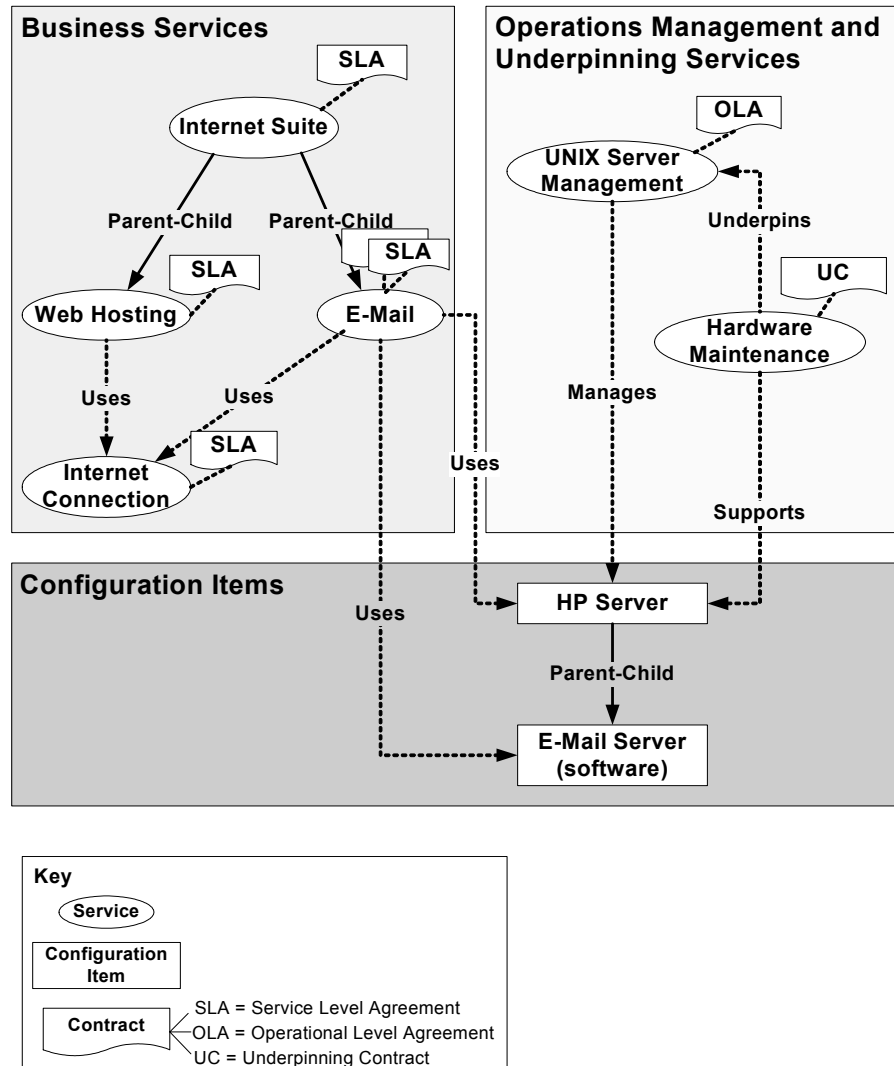 Business Services
SLA
Internet Suite
Parent-Child
Parent-Child
SLA
SLA
Web Hosting
E-Mail
Uses
Uses
SLA
Internet
Connection
Uses
Operations Management and
Underpinning Services
OLA
UNIX Server
Management
Underpins
UC
Hardware
Maintenance
Manages
Supports
Configuration Items
Uses
HP Server
Parent-Child
E-Mail Server
(software)
Key
Service
Configuration
Item
Contract
SLA = Service Level Agreement
OLA = Operational Level Agreement
UC = Underpinning Contract